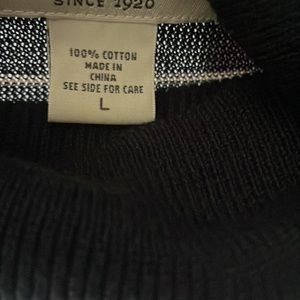 SINCE 1920
100% COTTON
MADE IN
CHINA
SEE SIDE FOR CARE
L